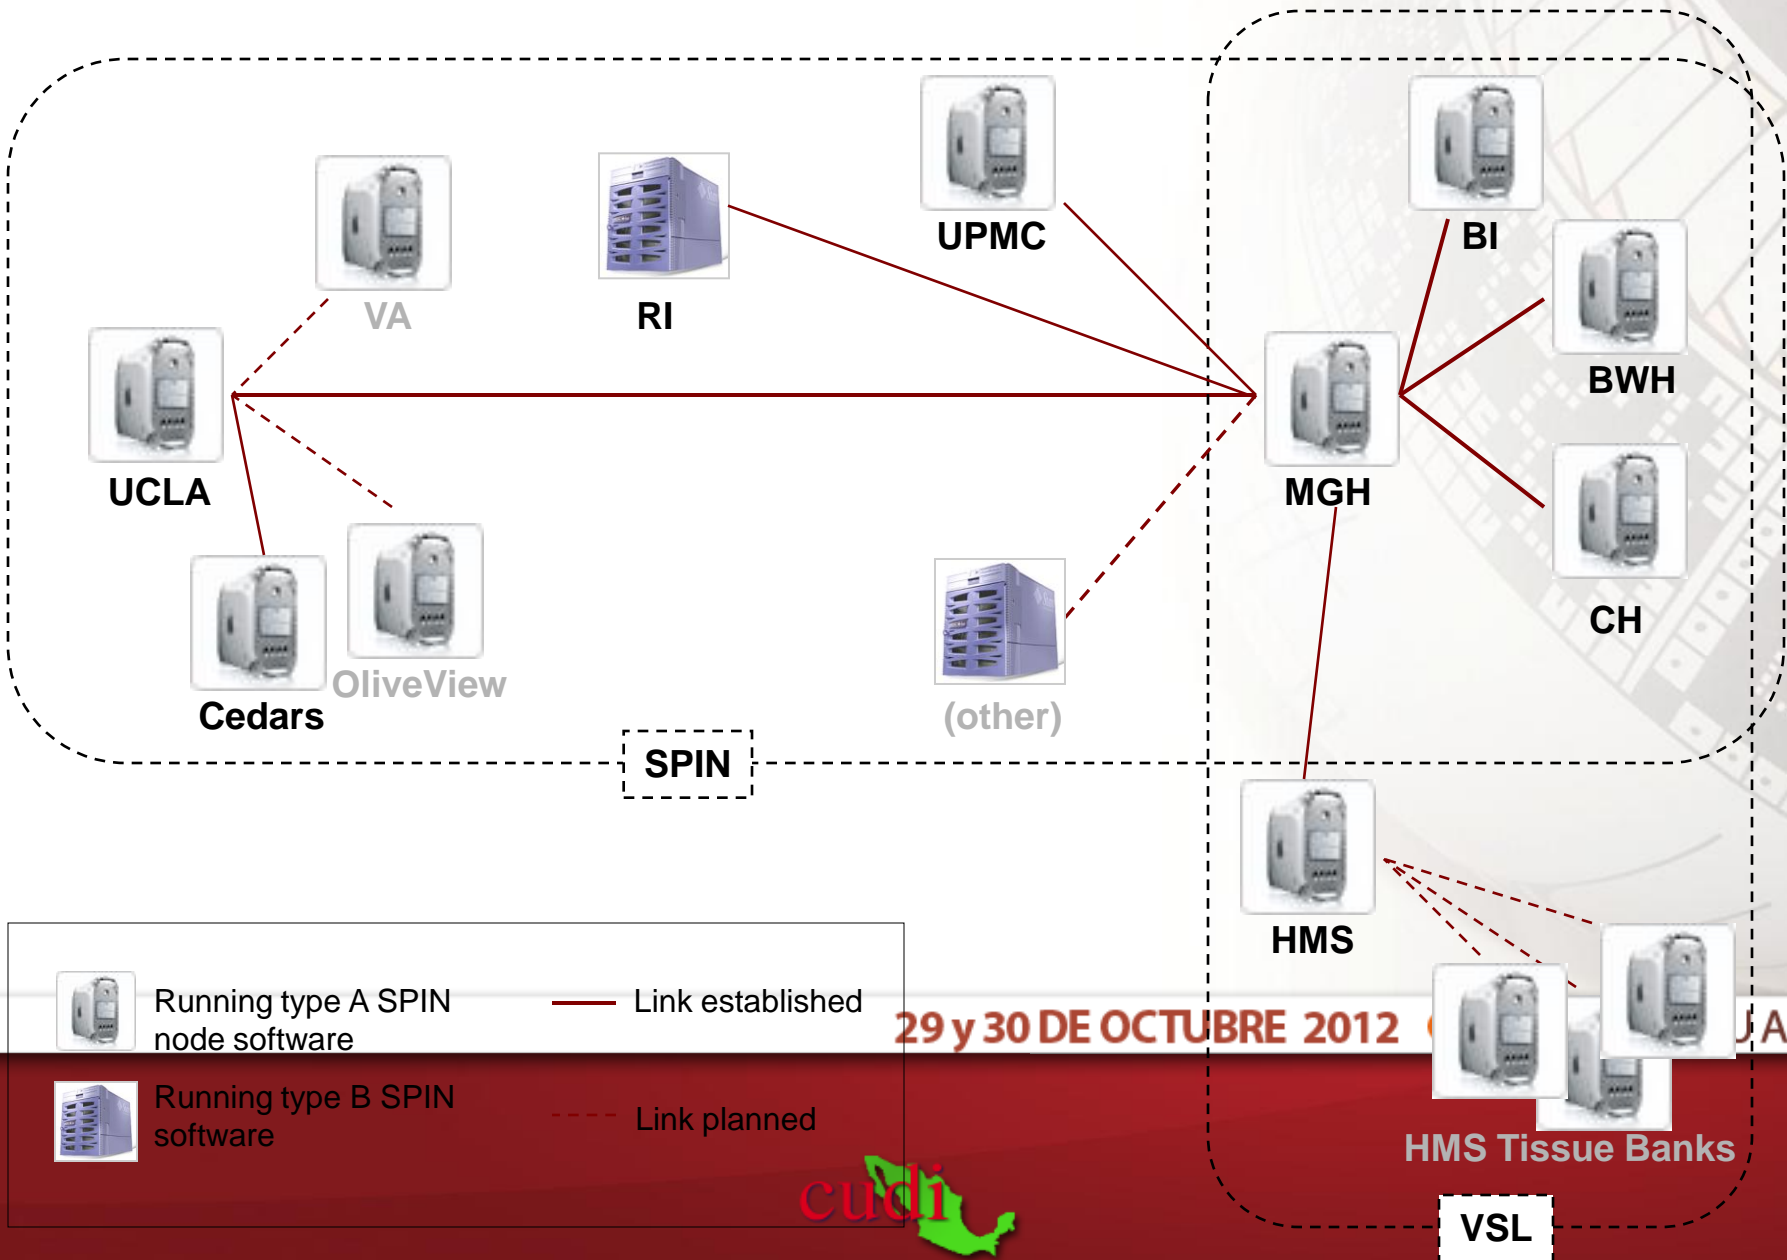 UPMC
BI
VA
RI
BWH
UCLA
MGH
CH
OliveView
Cedars
(other)
SPIN
HMS
Running type A SPIN
node software
Link established
29 y 30 DE OCTUBRE 2012
Running type B SPIN
software
Link planned
HMS Tissue Banks
cudi
VSL